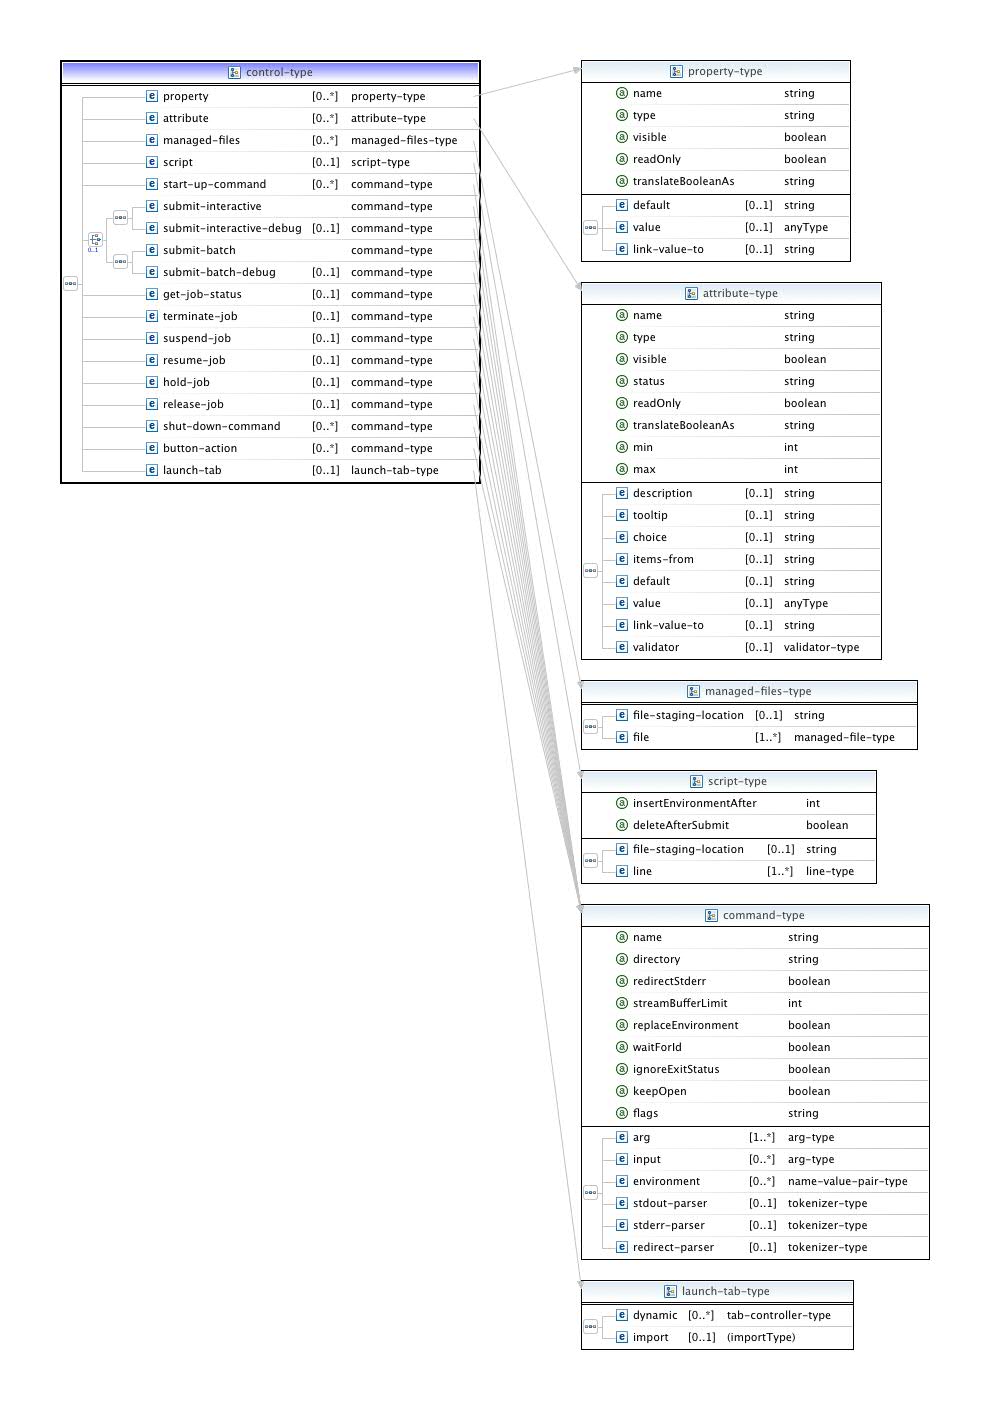 control-type
property [0..*] property-type
attribute [0..*] attribute-type
managed-files [0..*] managed-files-type
script [0..1] script-type
start-up-command [0..*] command-type
submit-interactive command-type
submit-interactive-debug [0..1] command-type
0..1
submit-batch command-type
submit-batch-debug [0..1] command-type
get-job-status [0..1] command-type
terminate-job [0..1] command-type
suspend-job [0..1] command-type
resume-job [0..1] command-type
hold-job [0..1] command-type
release-job [0..1] command-type
shut-down-command [0..*] command-type
button-action [0..*] command-type
launch-tab [0..1] launch-tab-type
property-type
name string
type string
visible boolean
readOnly boolean
translateBooleanAs string
default [0..1] string
value [0..1] anyType
link-value-to [0..1] string
attribute-type
name string
type string
visible boolean
status string
readOnly boolean
translateBooleanAs string
min int
max int
description [0..1] string
tooltip [0..1] string
choice [0..1] string
items-from [0..1] string
default [0..1] string
value [0..1] anyType
link-value-to [0..1] string
validator [0..1] validator-type
managed-files-type
file-staging-location [0..1] string
file [1..*] managed-file-type
script-type
insertEnvironmentAfter int
deleteAfterSubmit boolean
file-staging-location [0..1] string
line [1..*] line-type
command-type
name string
directory string
redirectStderr boolean
streamBufferLimit int
replaceEnvironment boolean
waitForId boolean
ignoreExitStatus boolean
keepOpen boolean
flags string
arg [1..*] arg-type
input [0..*] arg-type
environment [0..*] name-value-pair-type
stdout-parser [0..1] tokenizer-type
stderr-parser [0..1] tokenizer-type
redirect-parser [0..1] tokenizer-type
launch-tab-type
dynamic [0..*] tab-controller-type
import [0..1] (importType)